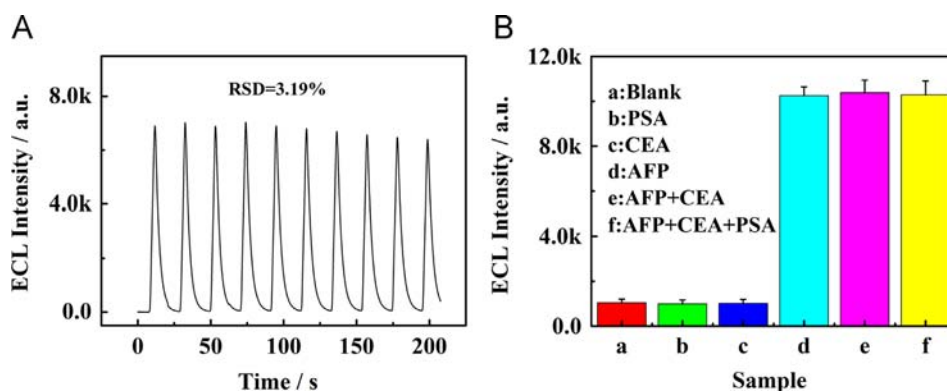 A
ECL Intensity / a.u.
8.0k
4.0k
0.0
RSD=3.19%
0 50 100 150 200
Time / s
B
ECL Intensity / a.u.
12.0k
8.0k
4.0k
0.0
a:Blank
b:PSA
c:CEA
d:AFP
e:AFP+CEA
f:AFP+CEA+PSA
a b c d e f
Sample